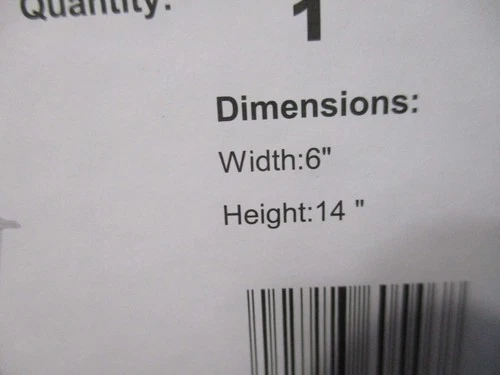 Quantity:
1
Dimensions:
Width:6"
Height:14 "